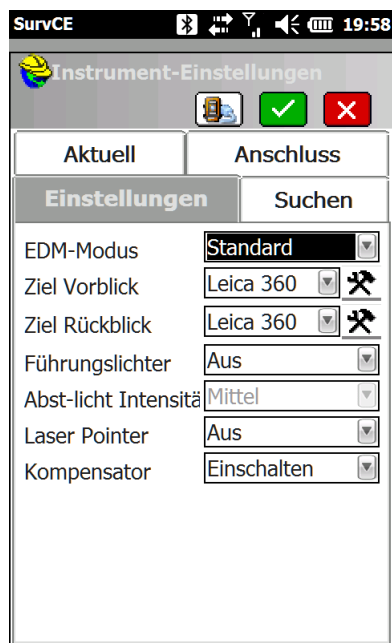 SurvCE 19:58
Instrument-Einstellungen
Aktuell Anschluss
Einstellungen Suchen
EDM-Modus Standard
Ziel Vorblick Leica 360
Ziel Rückblick Leica 360
Führungslichter Aus
Abst-licht Intensitä Mittel
Laser Pointer Aus
Kompensator Einschalten